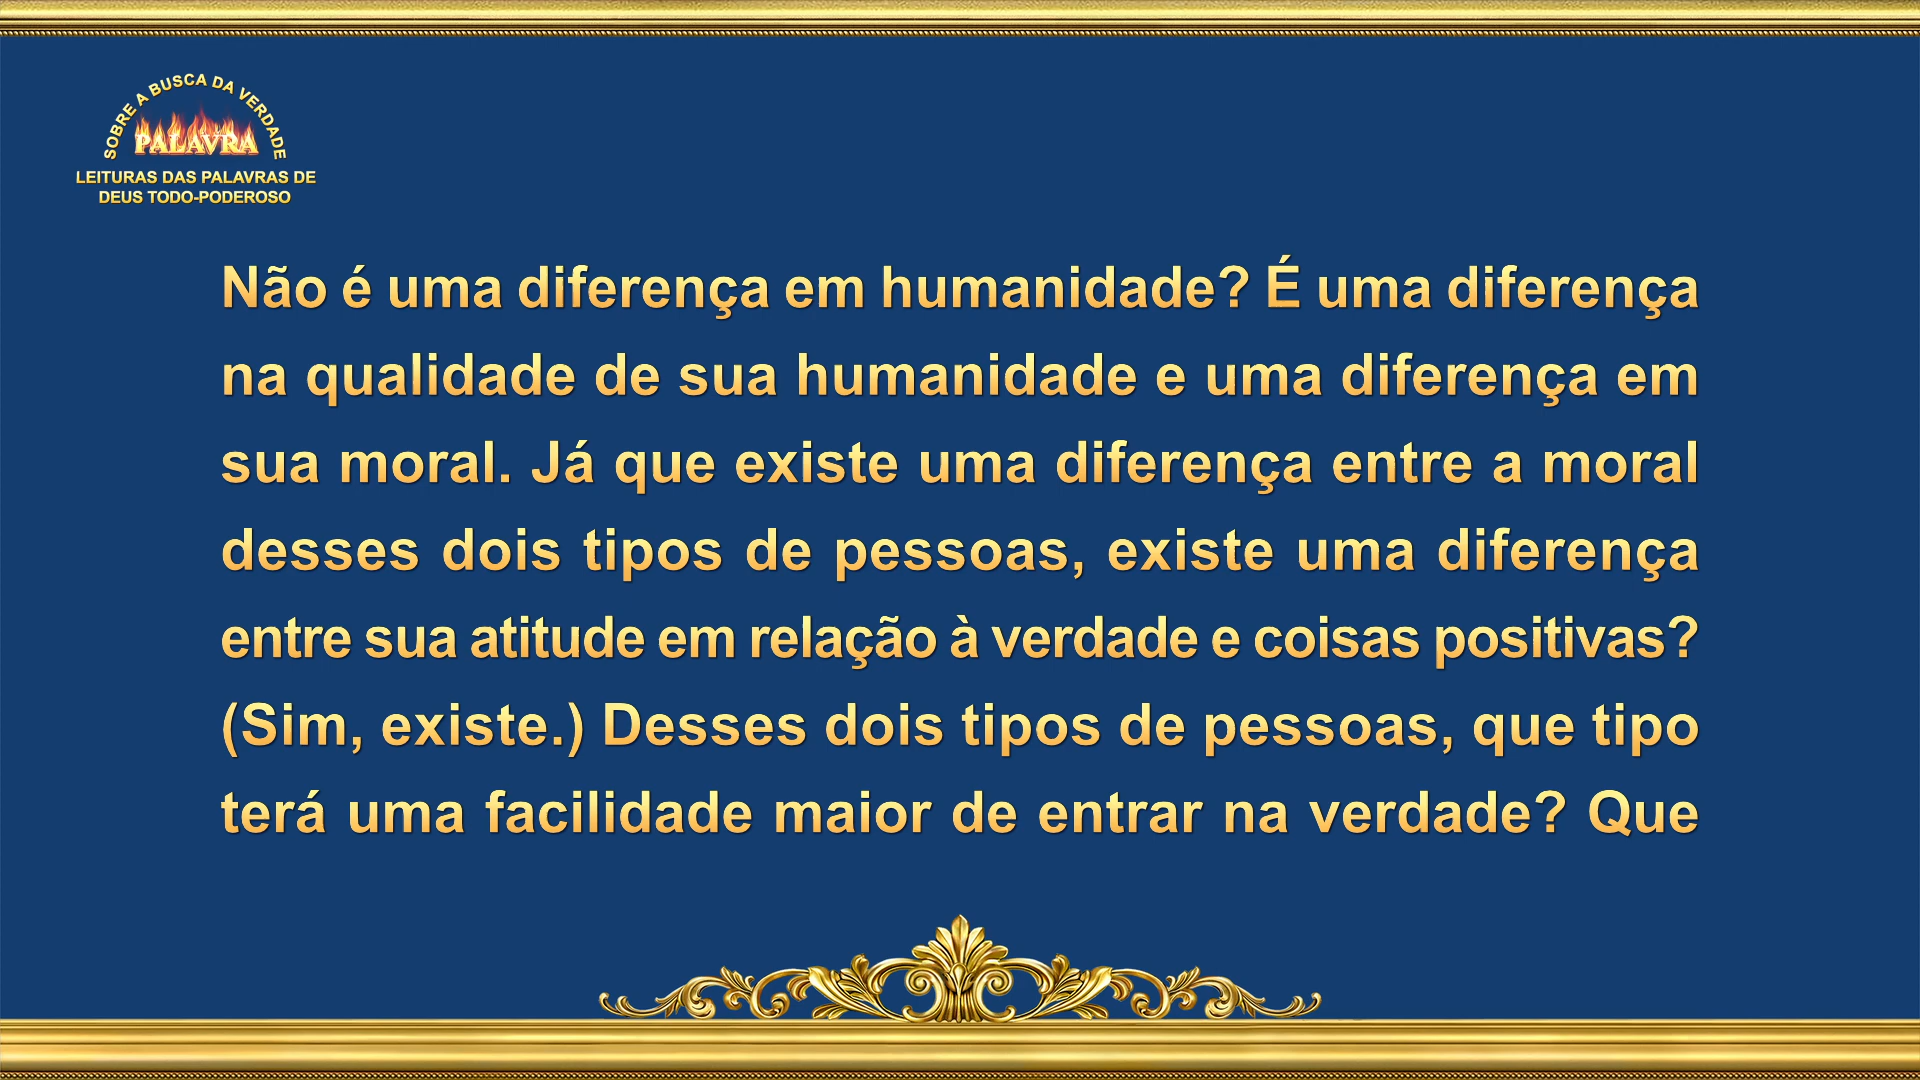 SOBRE A BUSCA DA VERDADE
PALAVRA
LEITURAS DAS PALAVRAS DE
DEUS TODO-PODEROSO
Não é uma diferença em humanidade? É uma diferença
na qualidade de sua humanidade e uma diferença em
sua moral. Já que existe uma diferença entre a moral
desses dois tipos de pessoas, existe uma diferença
entre sua atitude em relação à verdade e coisas positivas?
(Sim, existe.) Desses dois tipos de pessoas, que tipo
terá uma facilidade maior de entrar na verdade? Que